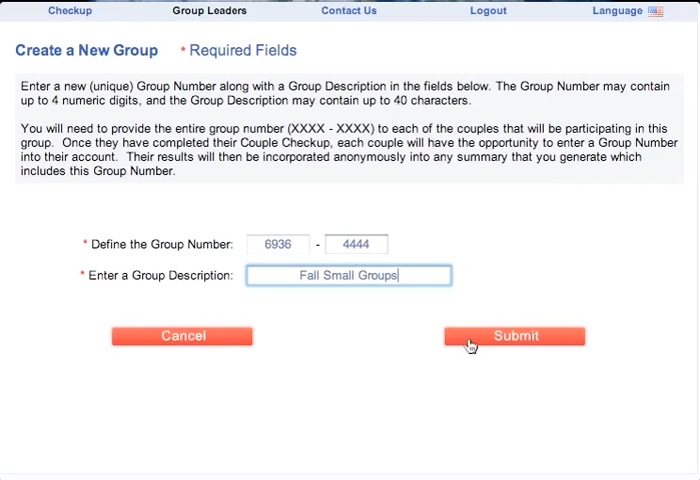 Checkup Group Leaders Contact Us Logout Language
Create a New Group * Required Fields
Enter a new (unique) Group Number along with a Group Description in the fields below. The Group Number may contain
up to 4 numeric digits, and the Group Description may contain up to 40 characters.
You will need to provide the entire group number (XXXX - XXXX) to each of the couples that will be participating in this
group. Once they have completed their Couple Checkup, each couple will have the opportunity to enter a Group Number
into their account. Their results will then be incorporated anonymously into any summary that you generate which
includes this Group Number.
* Define the Group Number: 6936 - 4444
* Enter a Group Description: Fall Small Groups
Cancel Submit